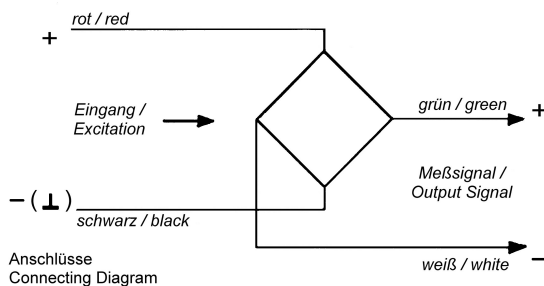 rot / red
+
grün / green
+
Eingang /
Excitation
Meßsignal /
Output Signal
– (⊥)
schwarz / black
weiß / white
–
Anschlüsse
Connecting Diagram